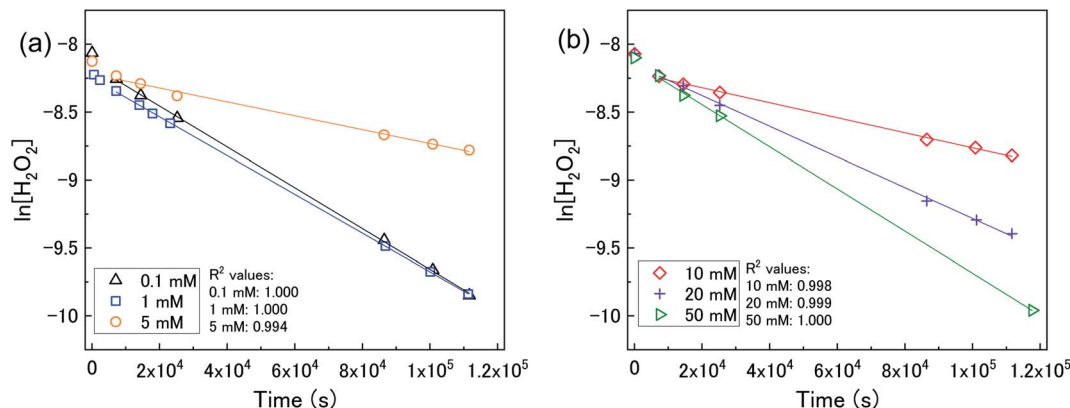 (a)
-8
-8.5
-9
-9.5
-10
ln[H₂O₂]
0.1 mM
1 mM
5 mM
R² values:
0.1 mM: 1.000
1 mM: 1.000
5 mM: 0.994
0 2x10⁴ 4x10⁴ 6x10⁴ 8x10⁴ 1x10⁵ 1.2x10⁵
Time (s)
(b)
-8
-8.5
-9
-9.5
-10
ln[H₂O₂]
10 mM
20 mM
50 mM
R² values:
10 mM: 0.998
20 mM: 0.999
50 mM: 1.000
0 2x10⁴ 4x10⁴ 6x10⁴ 8x10⁴ 1x10⁵ 1.2x10⁵
Time (s)